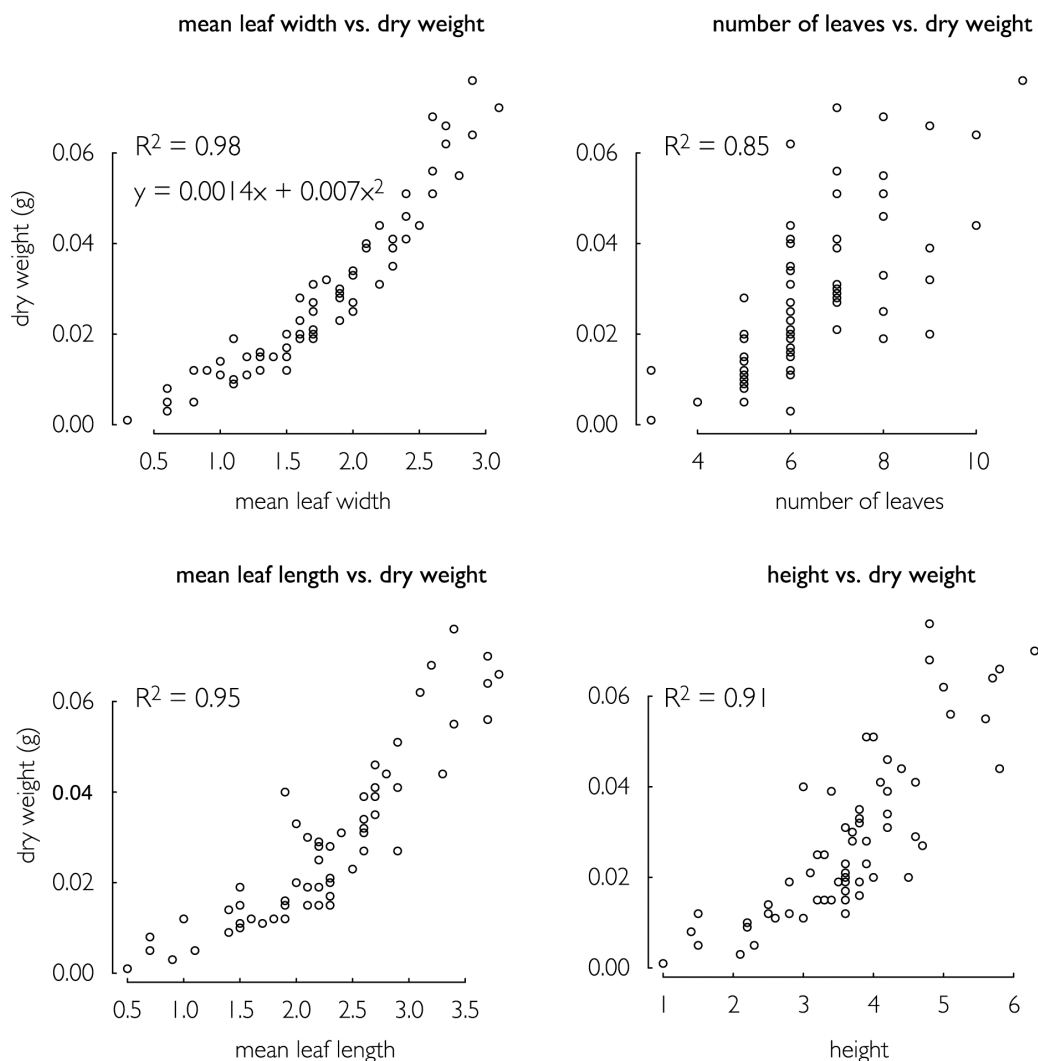 mean leaf width vs. dry weight
R² = 0.98
y = 0.0014x + 0.007x²
dry weight (g)
0.06
0.04
0.02
0.00
0.5 1.0 1.5 2.0 2.5 3.0
mean leaf width
number of leaves vs. dry weight
R² = 0.85
0.06
0.04
0.02
0.00
4 6 8 10
number of leaves
mean leaf length vs. dry weight
R² = 0.95
dry weight (g)
0.06
0.04
0.02
0.00
0.5 1.0 1.5 2.0 2.5 3.0 3.5
mean leaf length
height vs. dry weight
R² = 0.91
0.06
0.04
0.02
0.00
1 2 3 4 5 6
height